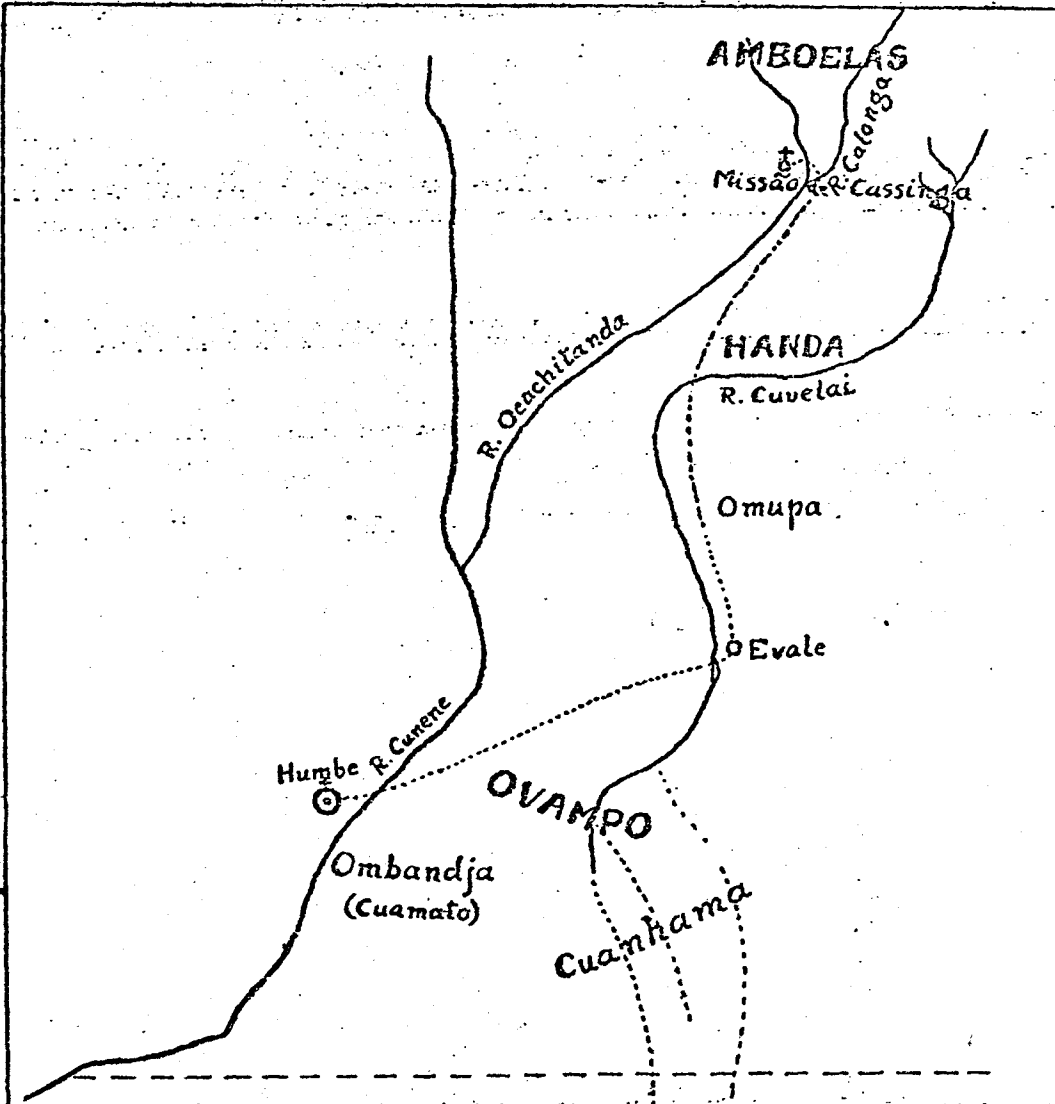 AMBOELAS
R. Calonga
Missão
Cassinga
R. Ocachitanda
HANDA
R. Cuvelai
Omupa
Evale
R. Cunene
Humbe
OVAMPO
Ombandja
(Cuamato)
Cuanhama